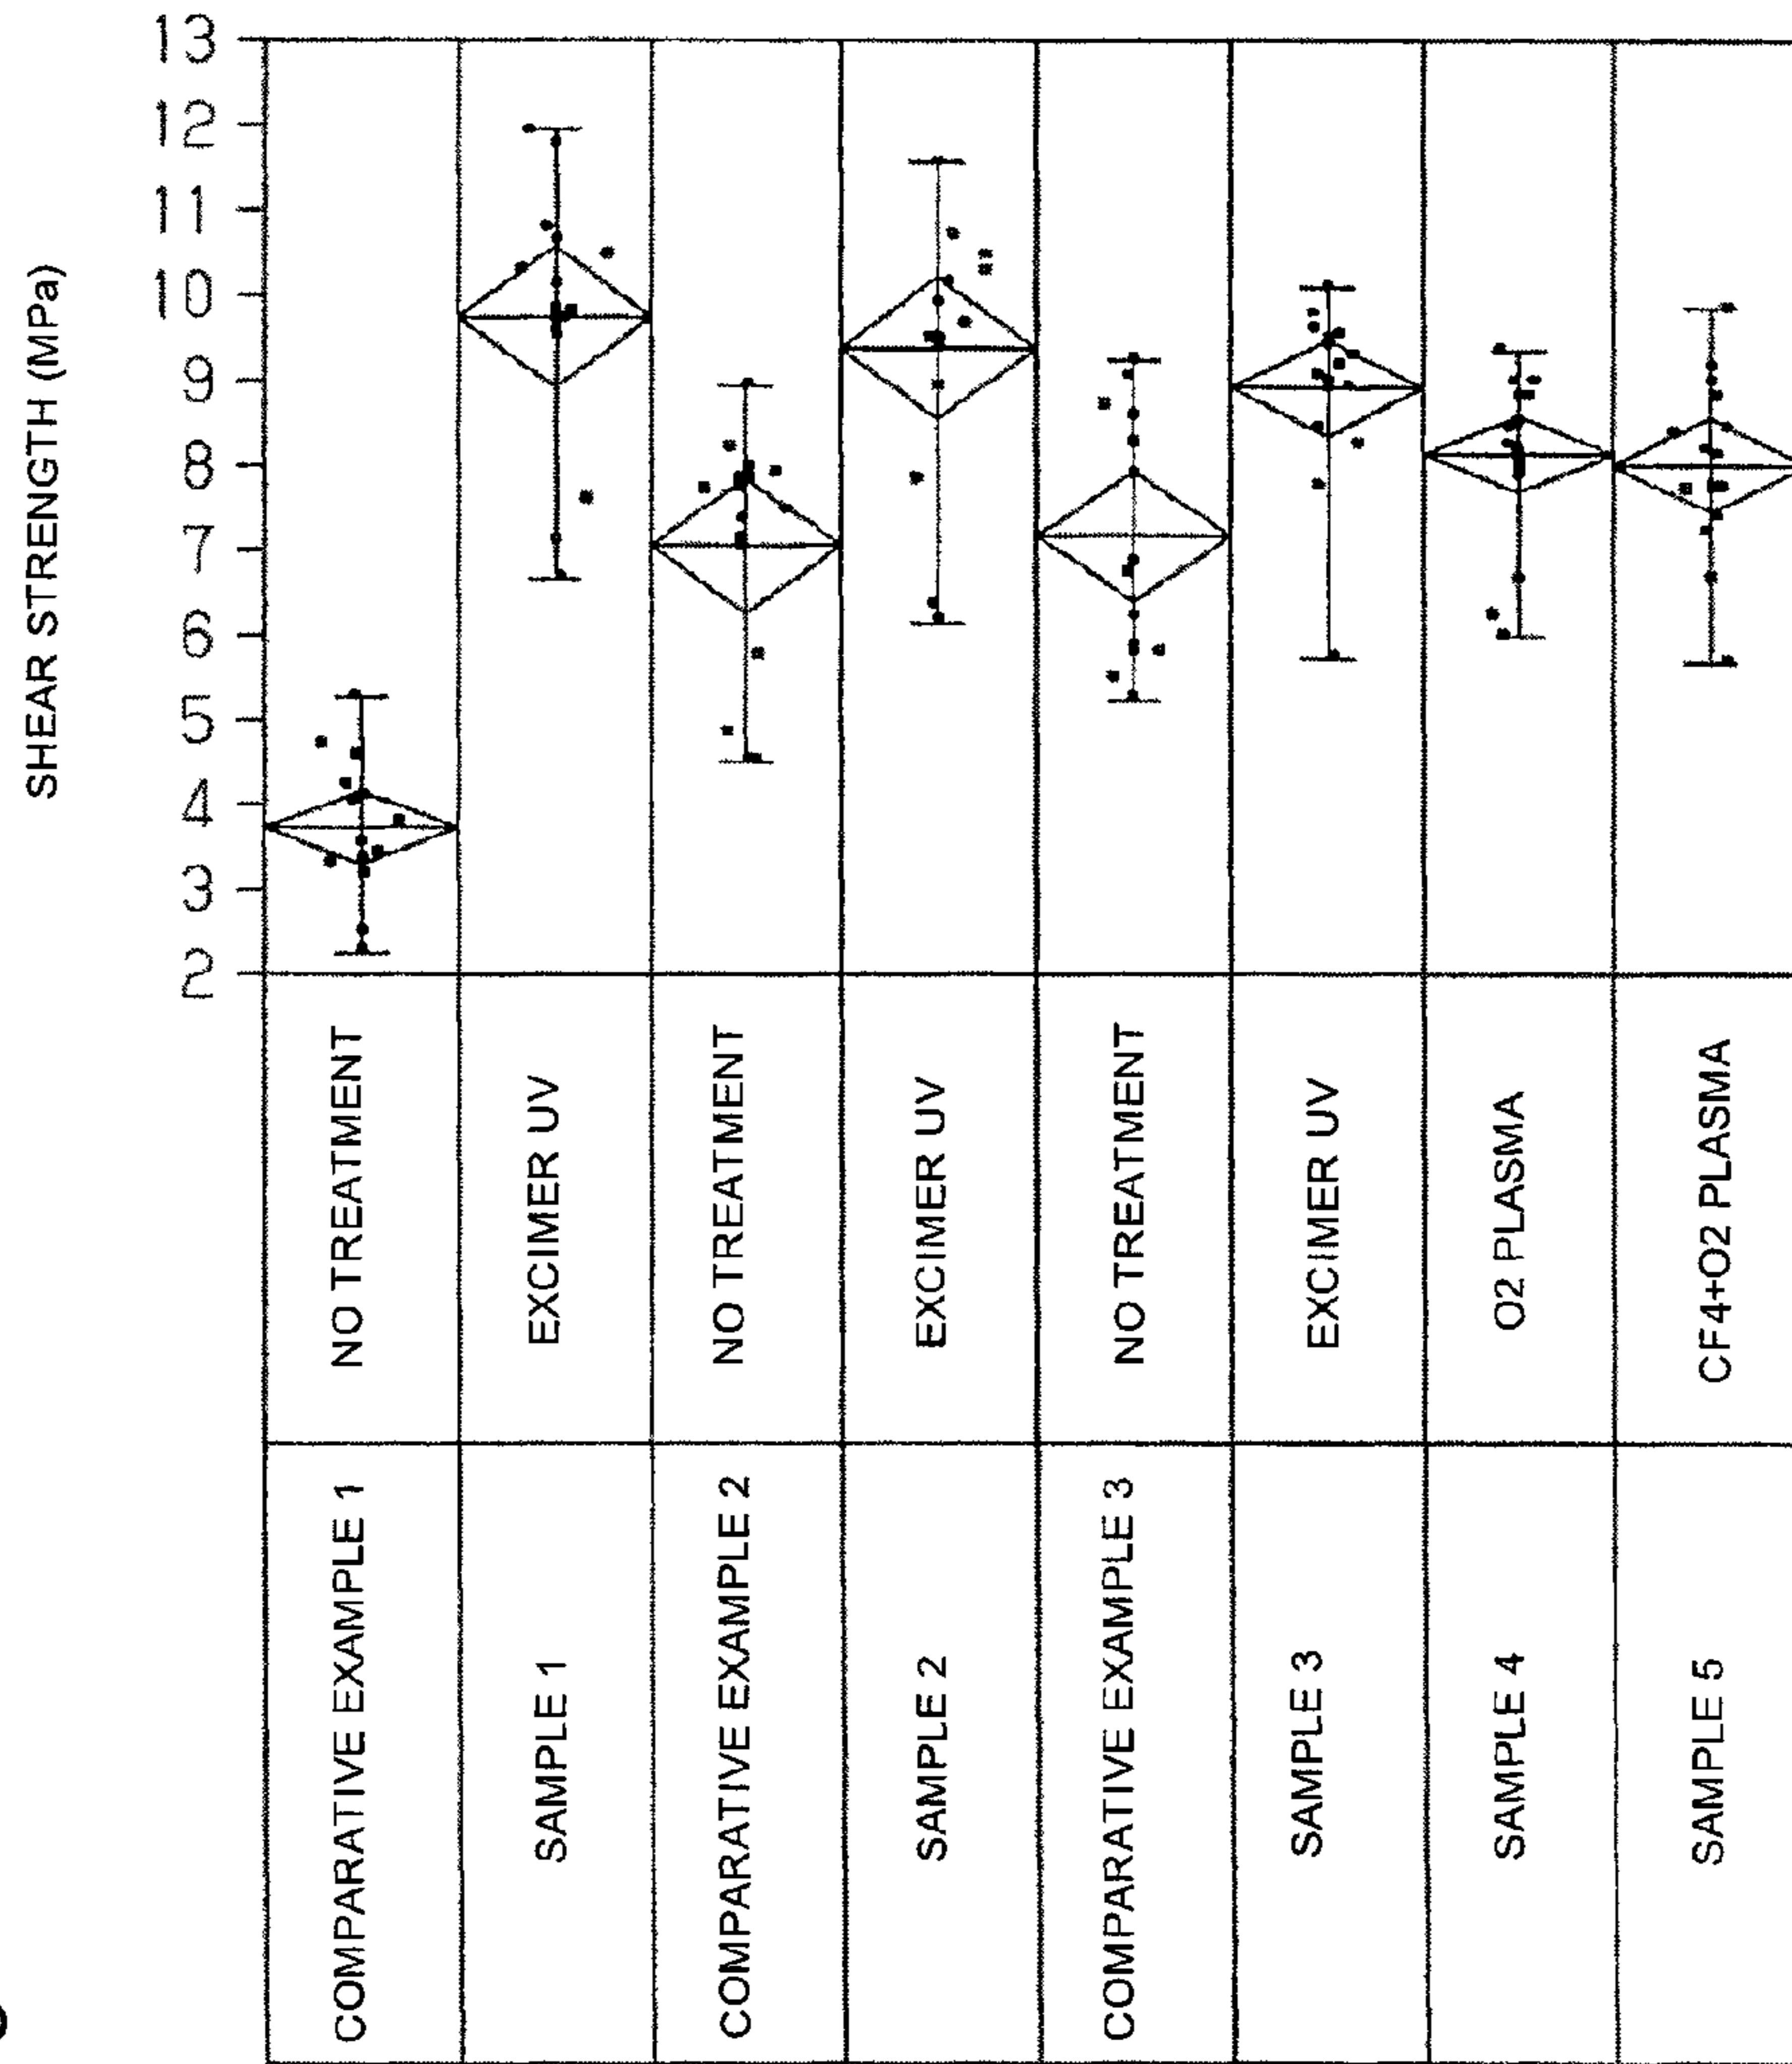 SHEAR STRENGTH (MPa)
13
12
11
10
9
8
7
6
5
4
3
2
NO TREATMENT
EXCIMER UV
NO TREATMENT
EXCIMER UV
NO TREATMENT
EXCIMER UV
O2 PLASMA
CF4+O2 PLASMA
COMPARATIVE EXAMPLE 1
SAMPLE 1
COMPARATIVE EXAMPLE 2
SAMPLE 2
COMPARATIVE EXAMPLE 3
SAMPLE 3
SAMPLE 4
SAMPLE 5